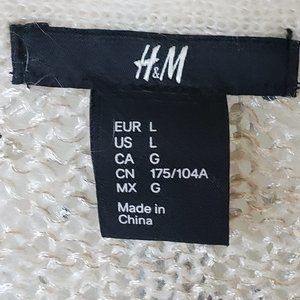 H&M
EUR L
US L
CA G
CN 175/104A
MX G
Made in
China